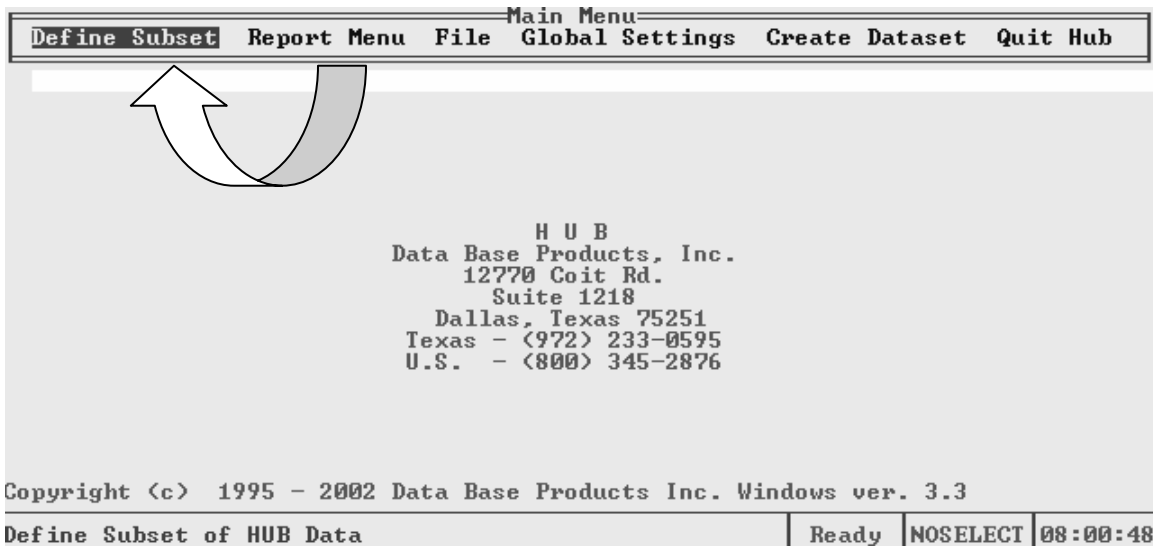 Main Menu
Define Subset Report Menu File Global Settings Create Dataset Quit Hub
H U B
Data Base Products, Inc.
12770 Coit Rd.
Suite 1218
Dallas, Texas 75251
Texas - (972) 233-0595
U.S. - (800) 345-2876
Copyright (c) 1995 - 2002 Data Base Products Inc. Windows ver. 3.3
Define Subset of HUB Data Ready NOSELECT 08:00:48